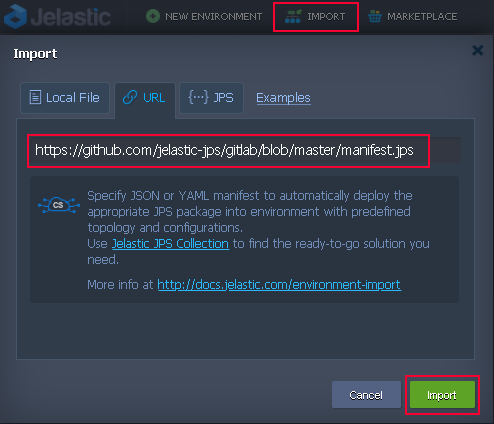 Jelastic NEW ENVIRONMENT IMPORT MARKETPLACE
Import
Local File URL {···} JPS Examples
https://github.com/jelastic-jps/gitlab/blob/master/manifest.jps
CS
Specify JSON or YAML manifest to automatically deploy the
appropriate JPS package into environment with predefined
topology and configurations.
Use Jelastic JPS Collection to find the ready-to-go solution you
need.
More info at http://docs.jelastic.com/environment-import
Cancel Import